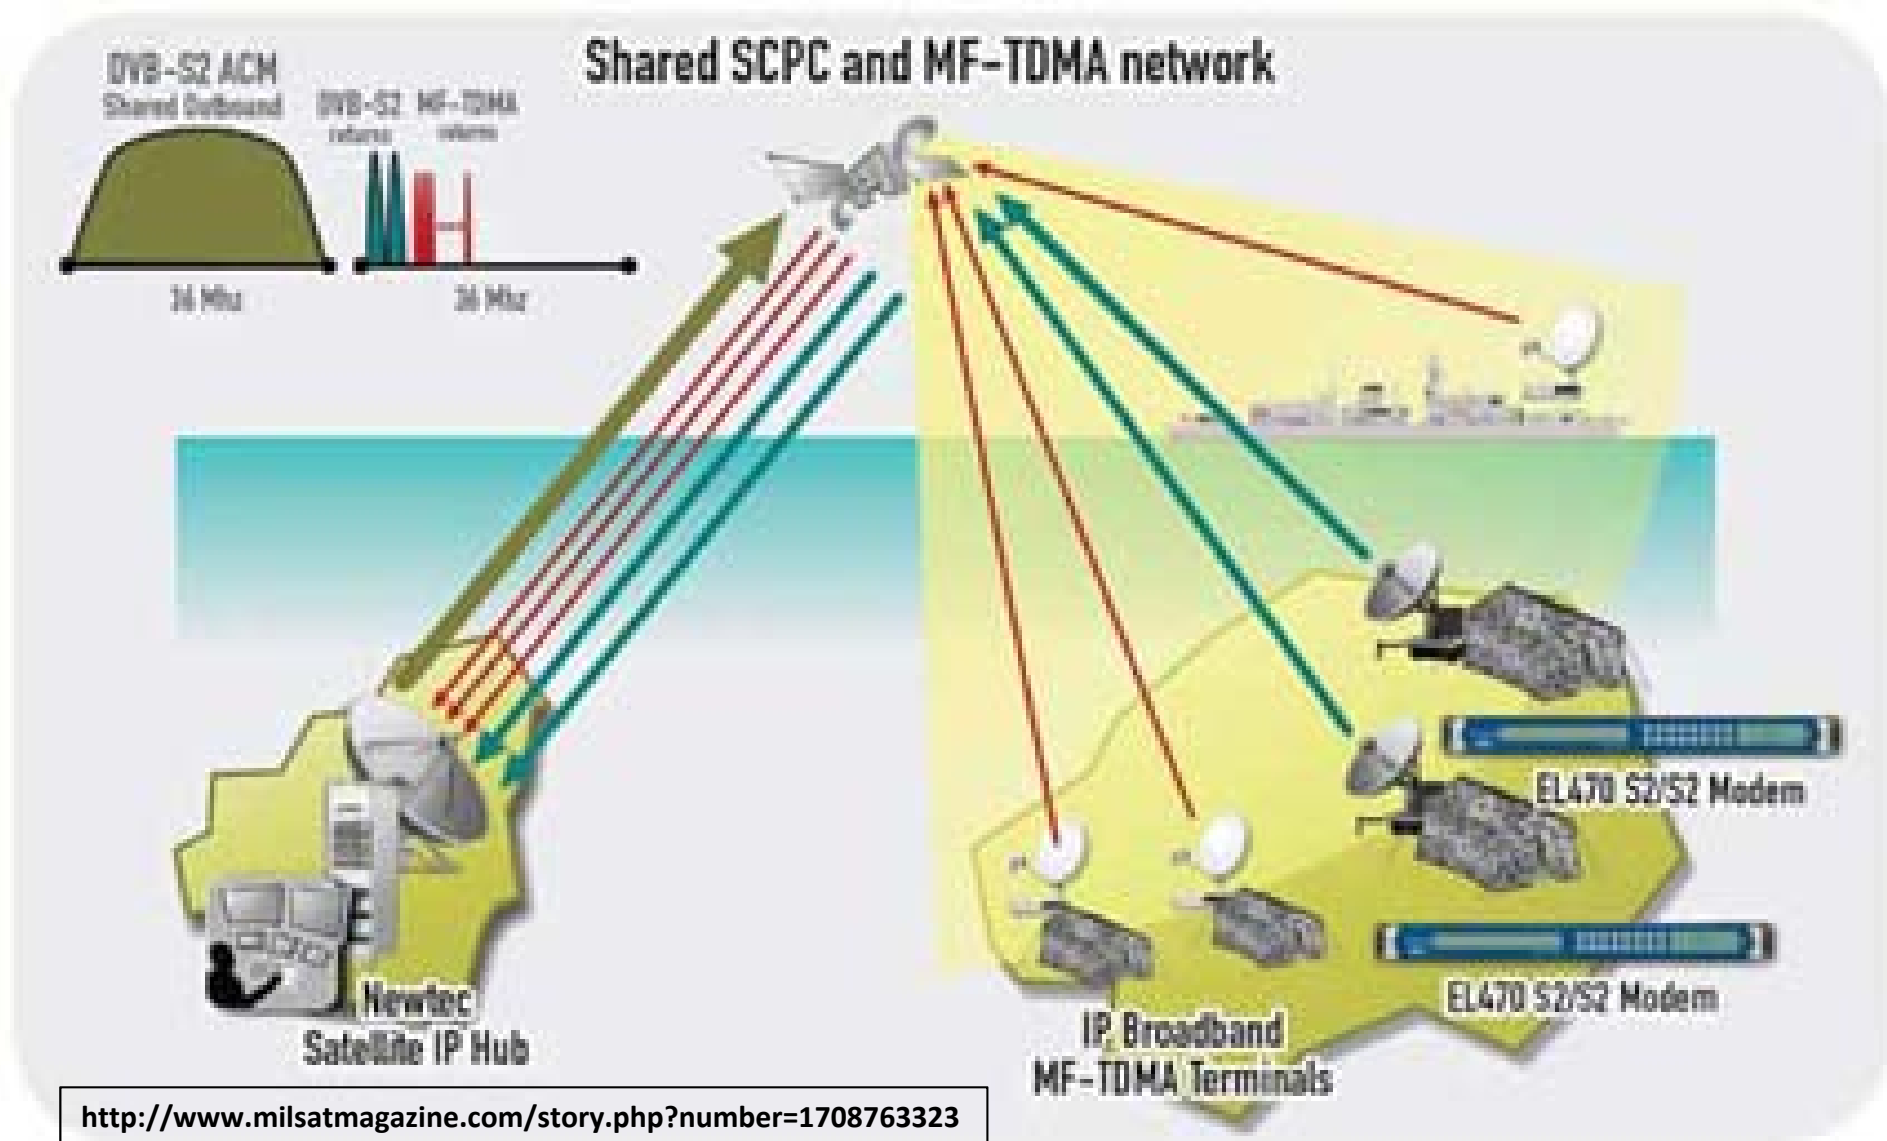 Shared SCPC and MF-TDMA network
DVB-S2 ACM
Shared Outbound
DVB-S2 MF-TDMA
returns returns
36 Mhz
36 Mhz
EL470 S2/S2 Modem
EL470 S2/S2 Modem
Newtec
Satellite IP Hub
IP Broadband
MF-TDMA Terminals
http://www.milsatmagazine.com/story.php?number=1708763323